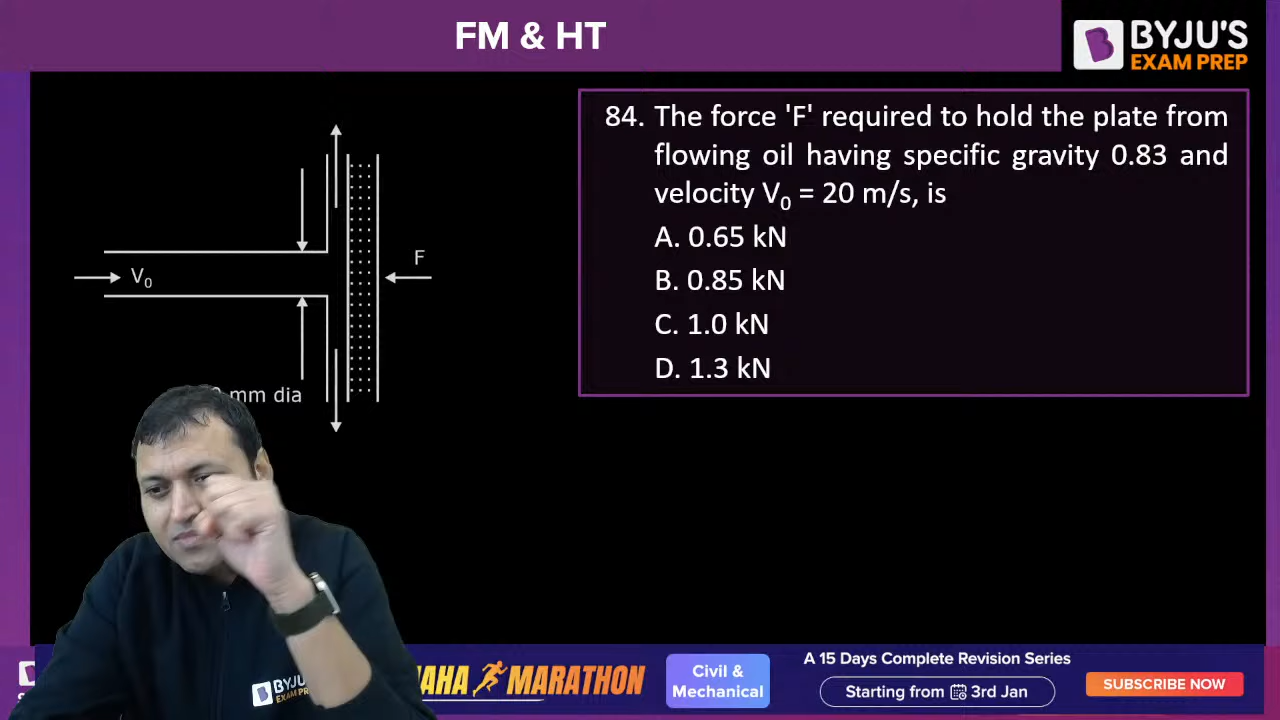 FM & HT
BYJU'S
EXAM PREP
84. The force 'F' required to hold the plate from
flowing oil having specific gravity 0.83 and
velocity V₀ = 20 m/s, is
A. 0.65 kN
B. 0.85 kN
C. 1.0 kN
D. 1.3 kN
F
V₀
mm dia
BYJU'S
EXAM
MARATHON
Civil &
Mechanical
A 15 Days Complete Revision Series
Starting from 3rd Jan
SUBSCRIBE NOW